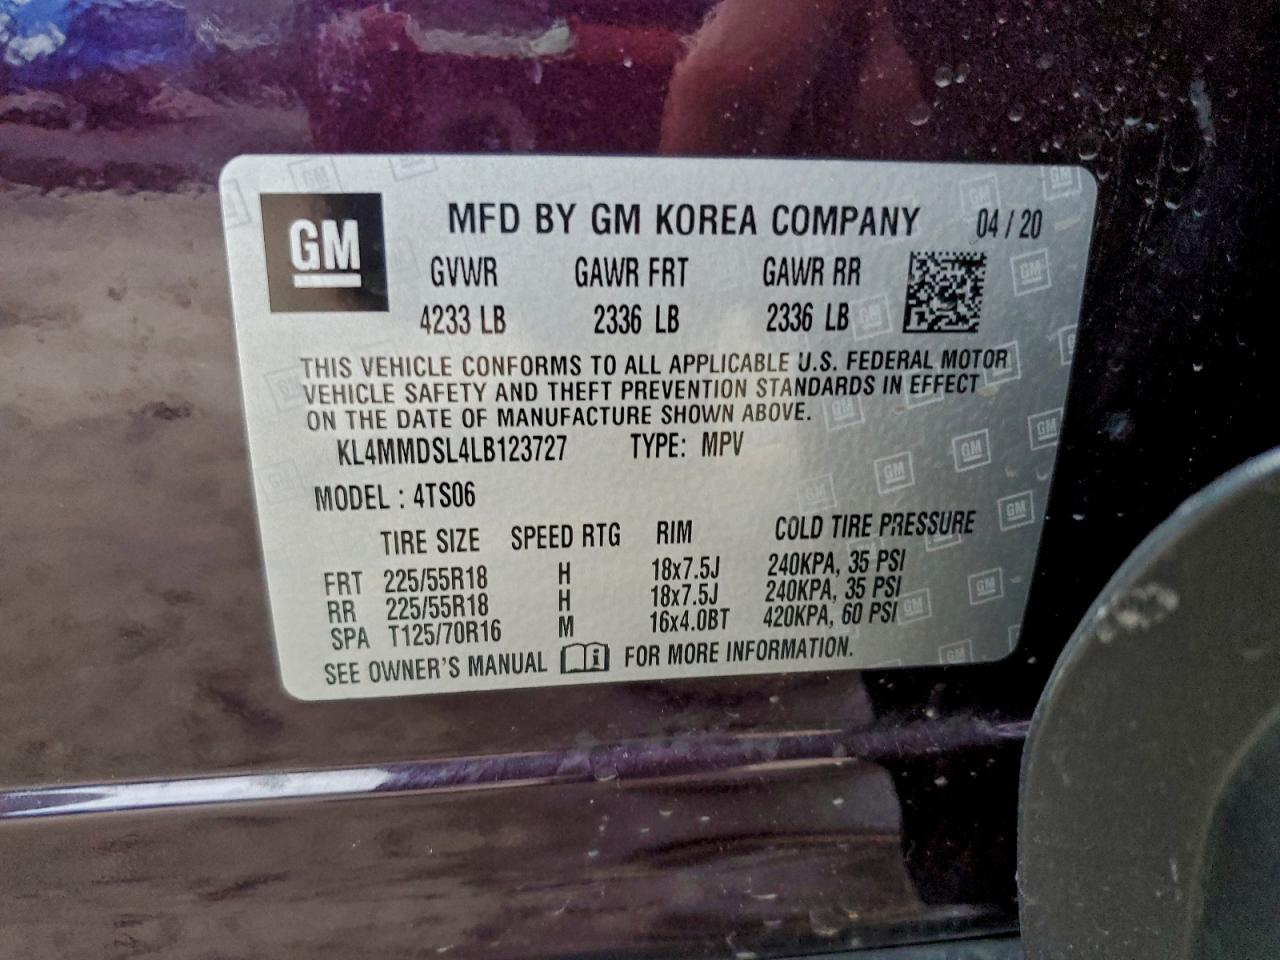 GM
MFD BY GM KOREA COMPANY 04 / 20
GVWR GAWR FRT GAWR RR
4233 LB 2336 LB 2336 LB
THIS VEHICLE CONFORMS TO ALL APPLICABLE U.S. FEDERAL MOTOR
VEHICLE SAFETY AND THEFT PREVENTION STANDARDS IN EFFECT
ON THE DATE OF MANUFACTURE SHOWN ABOVE.
KL4MMDSL4LB123727 TYPE: MPV
MODEL : 4TS06
TIRE SIZE SPEED RTG RIM COLD TIRE PRESSURE
FRT 225/55R18 H 18x7.5J 240KPA, 35 PSI
RR 225/55R18 H 18x7.5J 240KPA, 35 PSI
SPA T125/70R16 M 16x4.0BT 420KPA, 60 PSI
SEE OWNER'S MANUAL i FOR MORE INFORMATION.